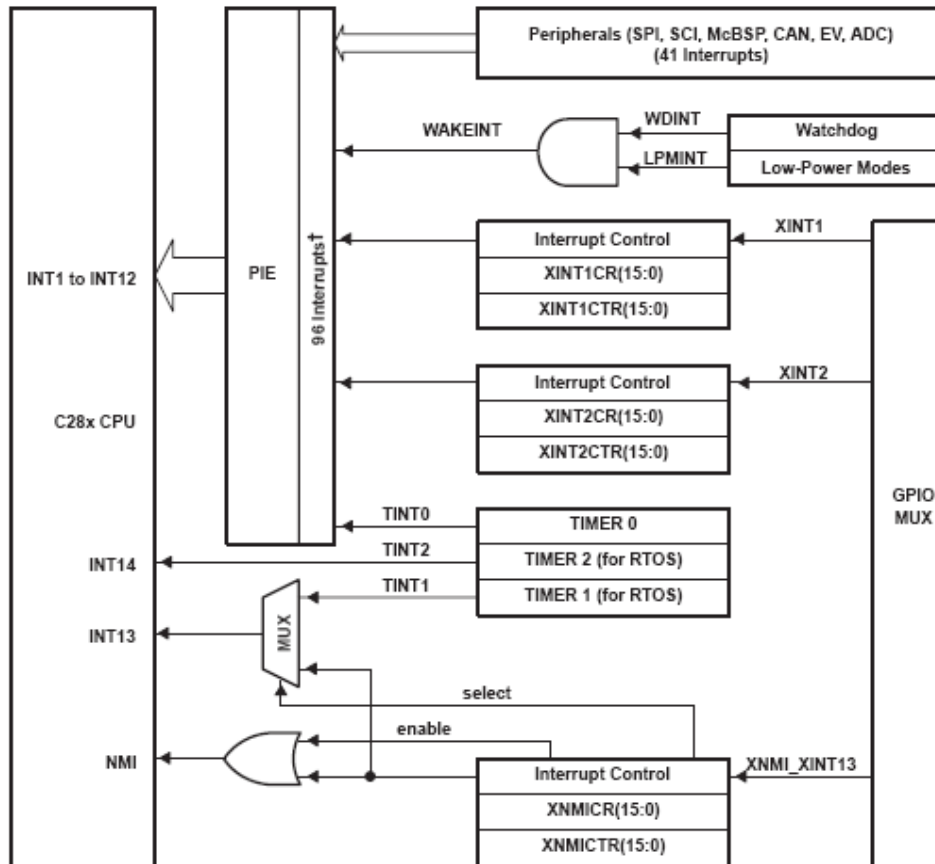 Peripherals (SPI, SCI, McBSP, CAN, EV, ADC)
(41 Interrupts)
WDINT
Watchdog
WAKEINT
LPMINT
Low-Power Modes
XINT1
Interrupt Control
XINT1CR(15:0)
XINT1CTR(15:0)
INT1 to INT12
PIE
96 Interrupts†
XINT2
Interrupt Control
XINT2CR(15:0)
XINT2CTR(15:0)
C28x CPU
GPIO
MUX
TINT0
TIMER 0
TINT2
TIMER 2 (for RTOS)
INT14
TINT1
TIMER 1 (for RTOS)
INT13
MUX
select
enable
NMI
XNMI_XINT13
Interrupt Control
XNMICR(15:0)
XNMICTR(15:0)